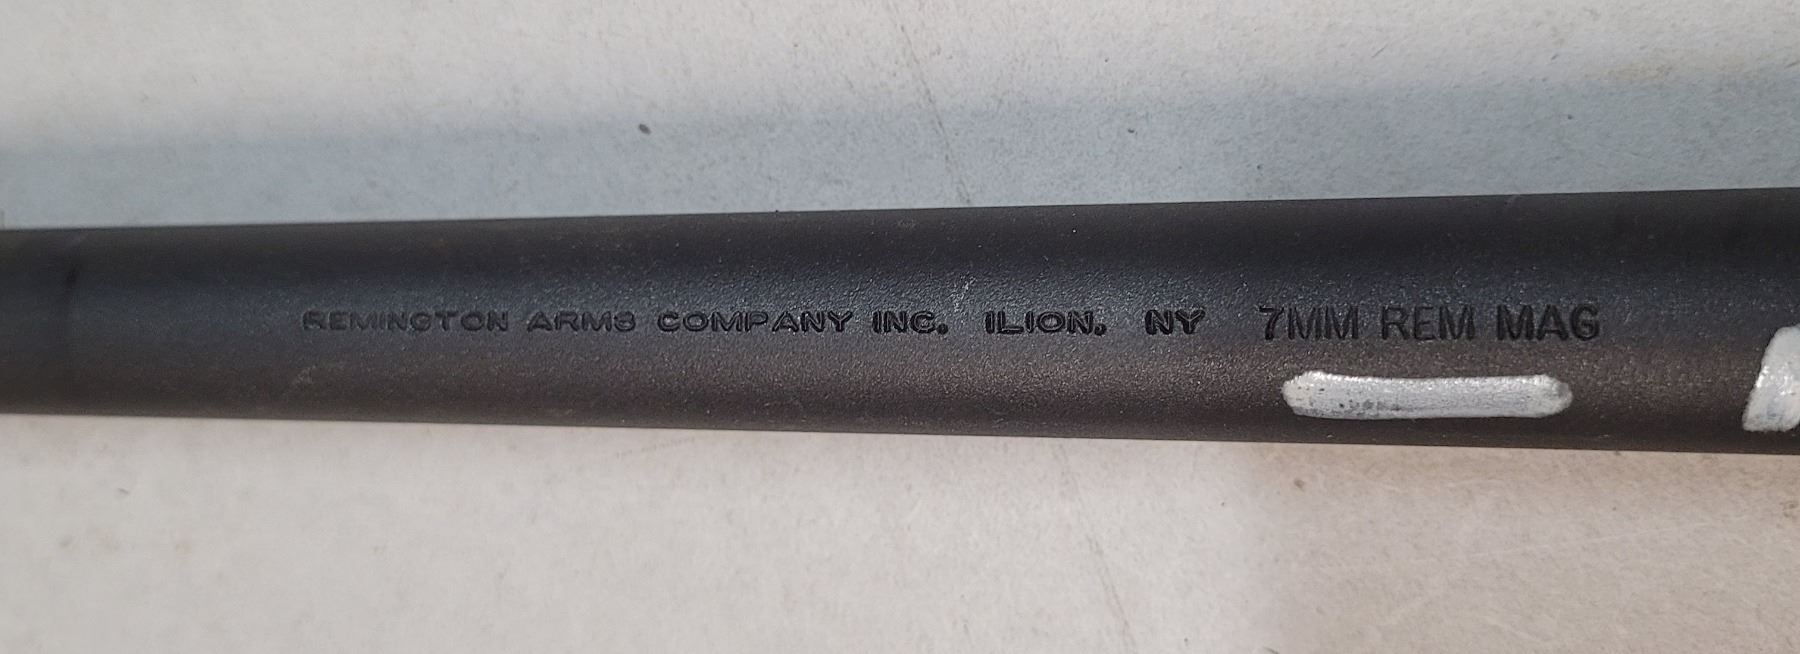 REMINGTON ARMS COMPANY INC. ILION, NY 7MM REM MAG